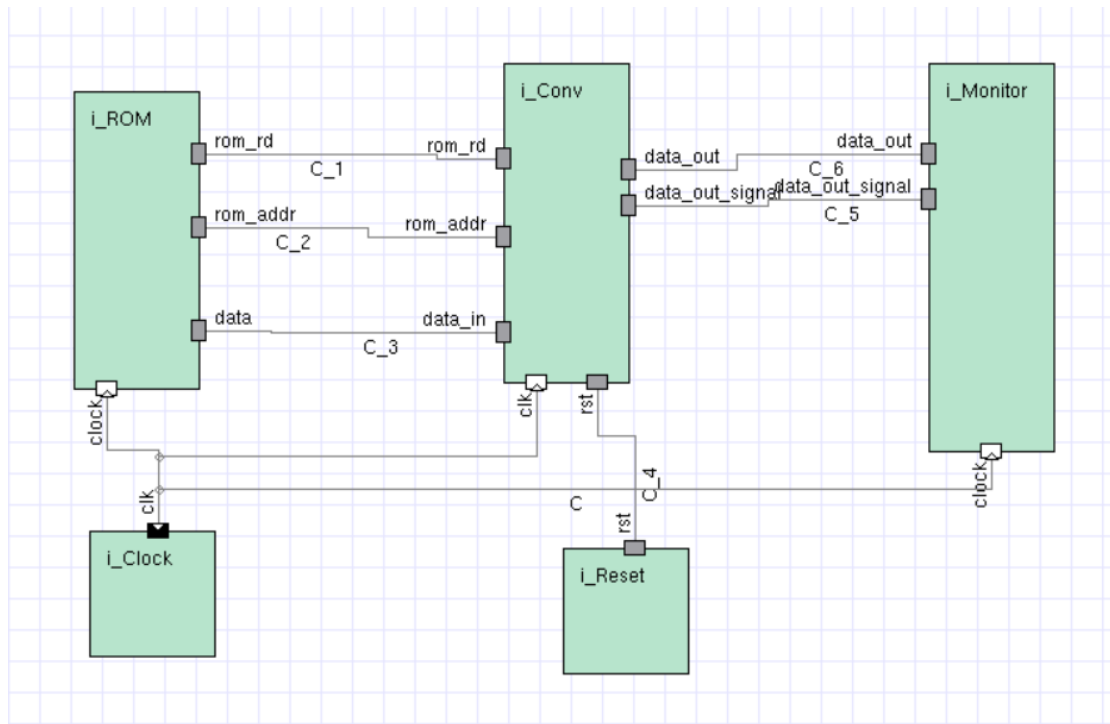 i_ROM
i_Conv
i_Monitor
rom_rd
rom_rd
C_1
data_out
data_out
C_6
data_out_signal
data_out_signal
C_5
rom_addr
rom_addr
C_2
data
data_in
C_3
clock
clk
rst
clk
C
C_4
clock
rst
i_Clock
i_Reset